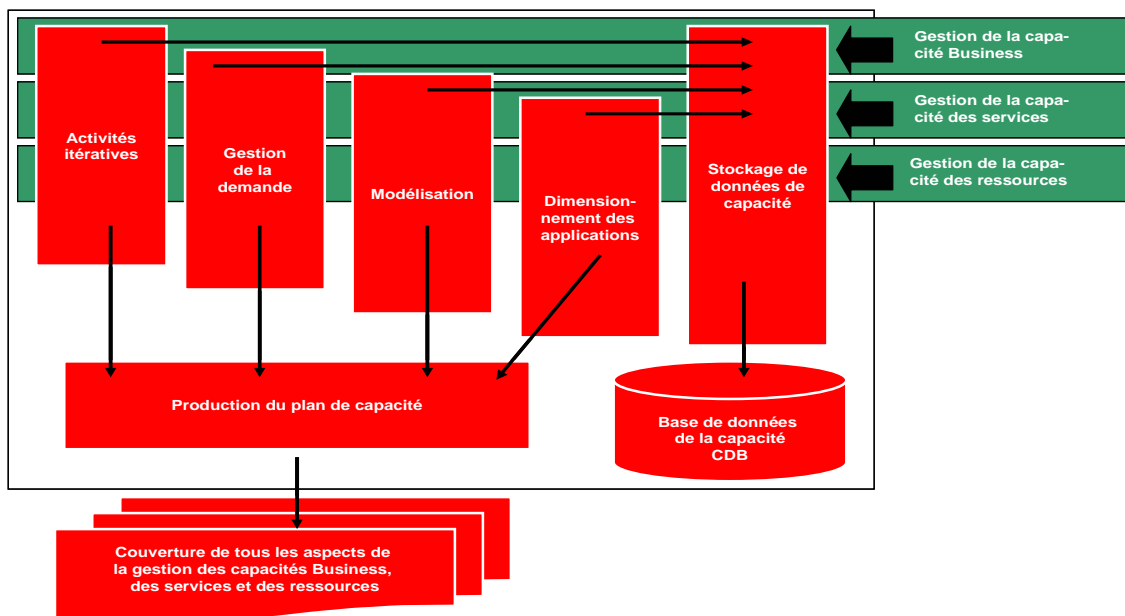 Gestion de la capa-
cité Business
Gestion de la capa-
cité des services
Gestion de la capa-
cité des ressources
Activités
itératives
Gestion
de la
demande
Modélisation
Dimension-
nement des
applications
Stockage de
données de
capacité
Production du plan de capacité
Base de données
de la capacité
CDB
Couverture de tous les aspects de
la gestion des capacités Business,
des services et des ressources